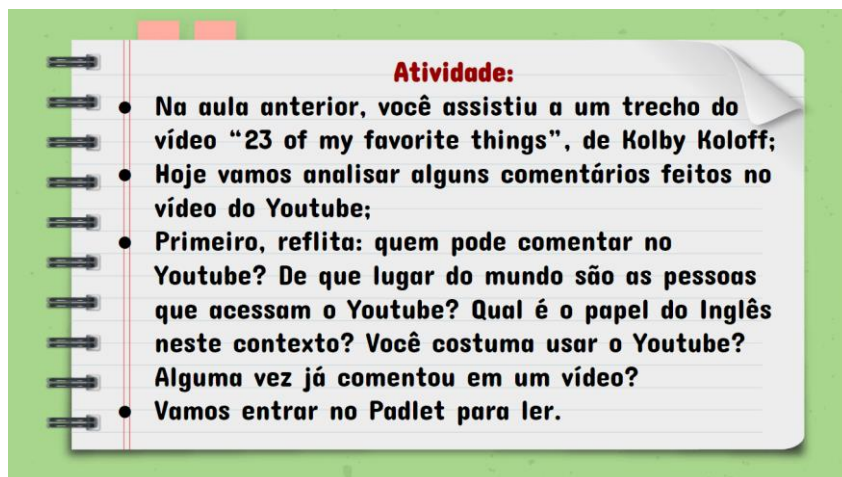 Atividade:
● Na aula anterior, você assistiu a um trecho do
vídeo “23 of my favorite things”, de Kolby Koloff;
● Hoje vamos analisar alguns comentários feitos no
vídeo do Youtube;
● Primeiro, reflita: quem pode comentar no
Youtube? De que lugar do mundo são as pessoas
que acessam o Youtube? Qual é o papel do Inglês
neste contexto? Você costuma usar o Youtube?
Alguma vez já comentou em um vídeo?
● Vamos entrar no Padlet para ler.